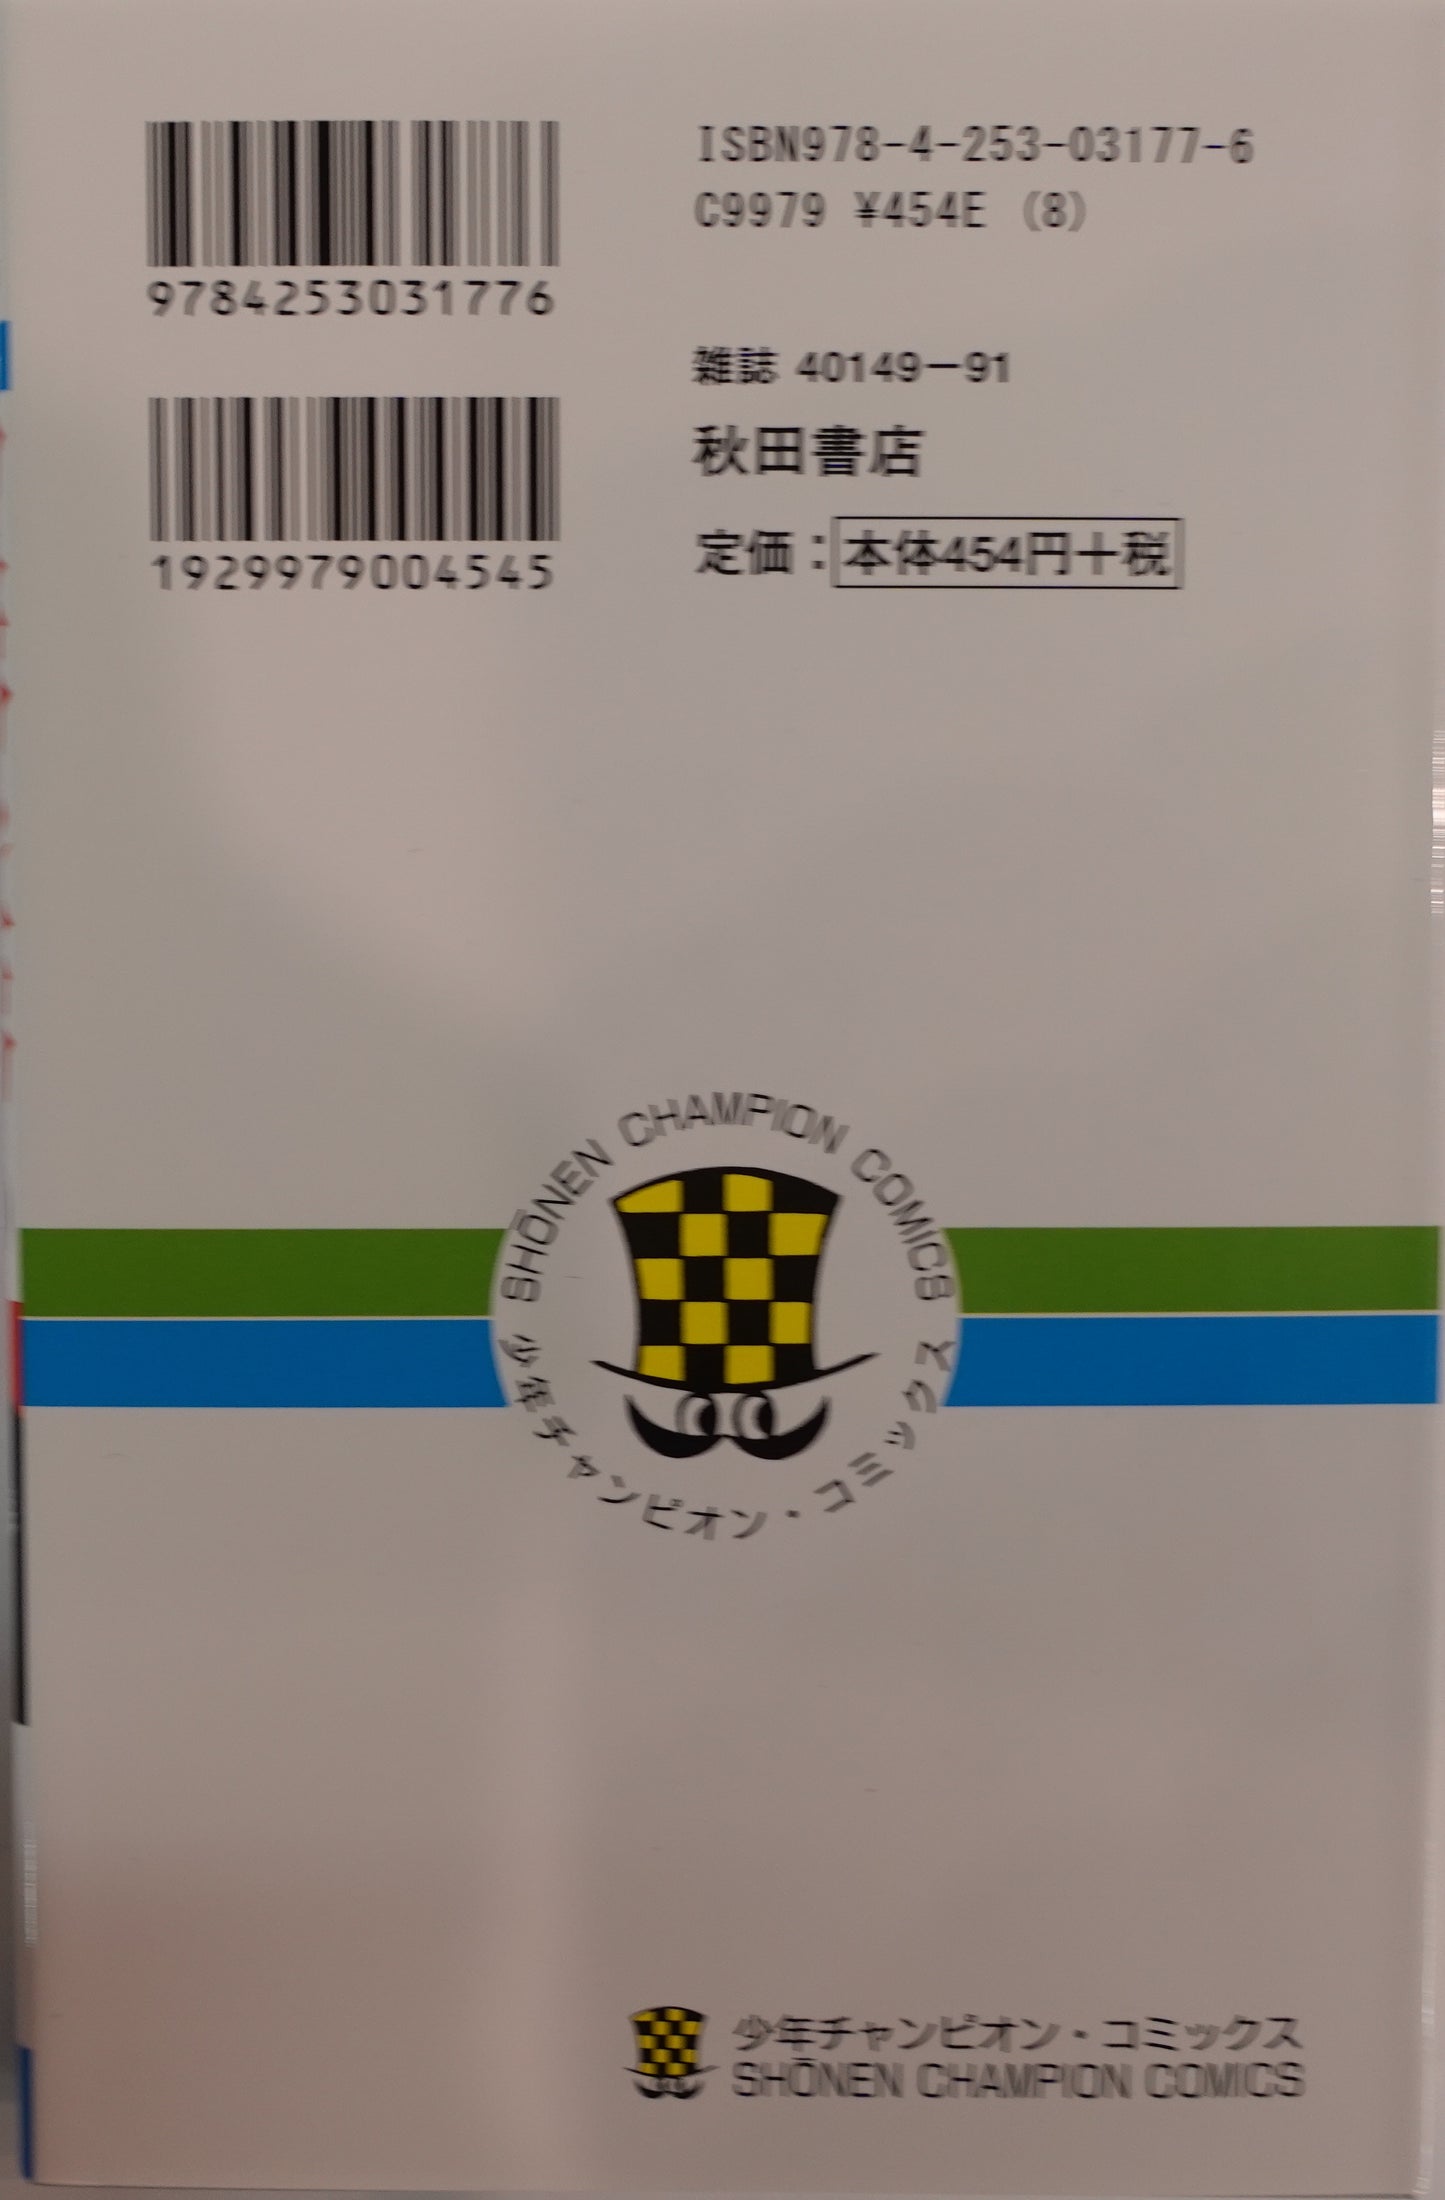 ISBN978-4-253-03177-6
C9979 ¥454E (8)
9784253031776
雑誌 40149-91
秋田書店
1929979004545
定価：本体454円＋税
SHŌNEN CHAMPION COMICS
少年チャンピオン・コミックス
少年チャンピオン・コミックス
SHŌNEN CHAMPION COMICS